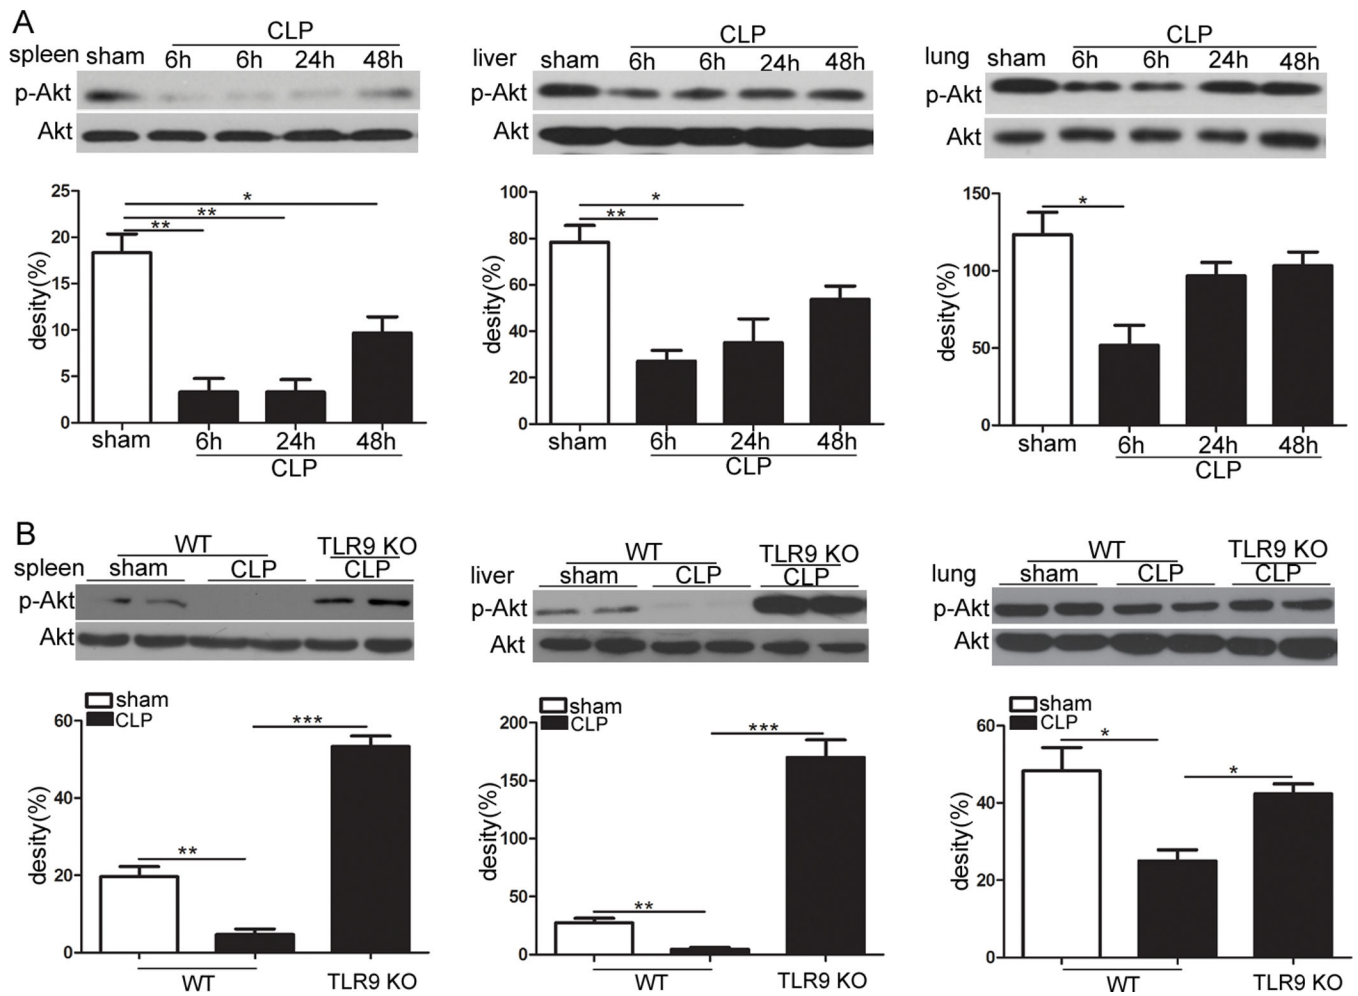 A
CLP
spleen sham 6h 6h 24h 48h
p-Akt
Akt
CLP
liver sham 6h 6h 24h 48h
p-Akt
Akt
CLP
lung sham 6h 6h 24h 48h
p-Akt
Akt
desity(%)
25
20
15
10
5
0
*
**
**
sham 6h 24h 48h
CLP
desity(%)
100
80
60
40
20
0
*
**
sham 6h 24h 48h
CLP
desity(%)
150
100
50
0
*
sham 6h 24h 48h
CLP
B
WT TLR9 KO
spleen sham CLP CLP
p-Akt
Akt
WT TLR9 KO
liver sham CLP CLP
p-Akt
Akt
WT TLR9 KO
lung sham CLP CLP
p-Akt
Akt
sham
CLP
desity(%)
60
40
20
0
***
**
WT TLR9 KO
sham
CLP
desity(%)
200
150
100
50
0
***
**
WT TLR9 KO
sham
CLP
desity(%)
60
40
20
0
*
*
WT TLR9 KO